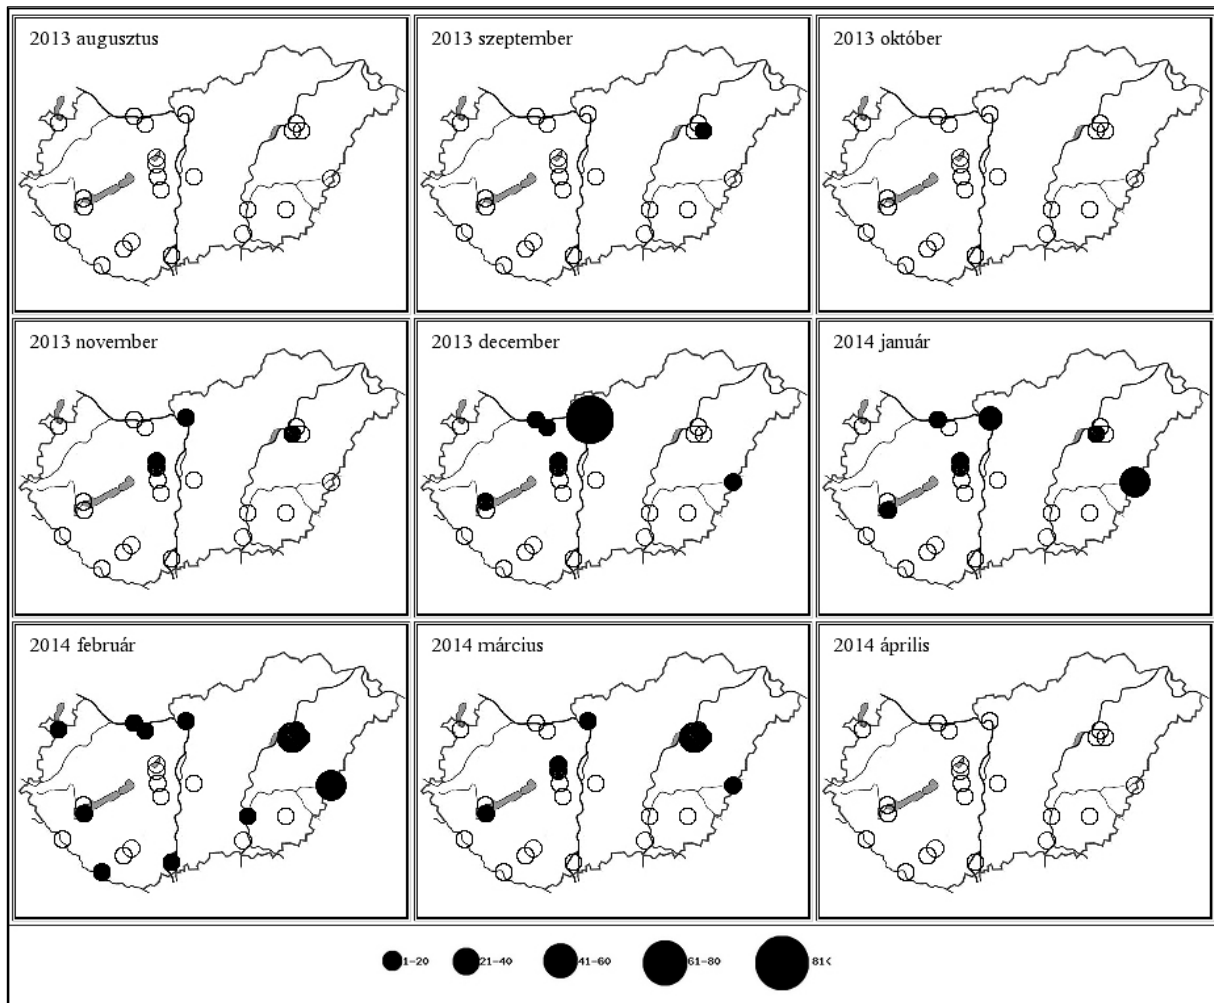 2013 augusztus
2013 szeptember
2013 október
2013 november
2013 december
2014 január
2014 február
2014 március
2014 április
1-20
21-40
41-60
61-80
81<